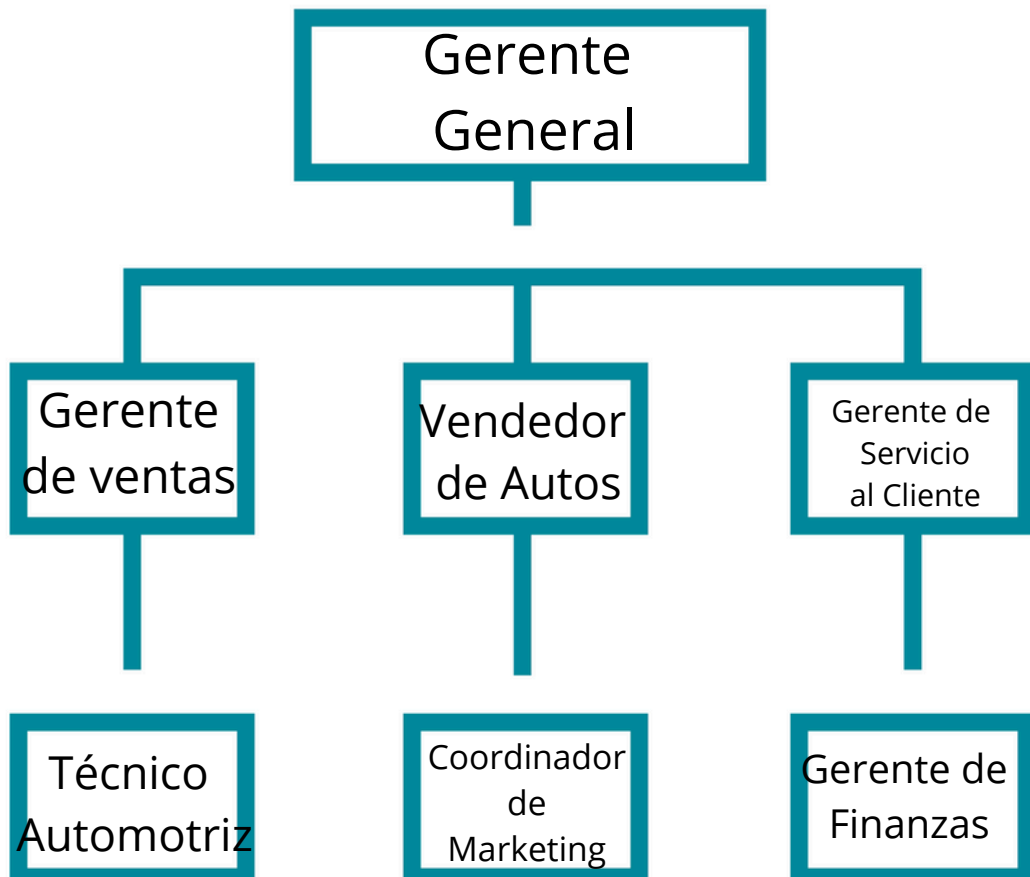 Gerente
General
Gerente
de ventas
Vendedor
de Autos
Gerente de
Servicio
al Cliente
Técnico
Automotriz
Coordinador
de
Marketing
Gerente de
Finanzas